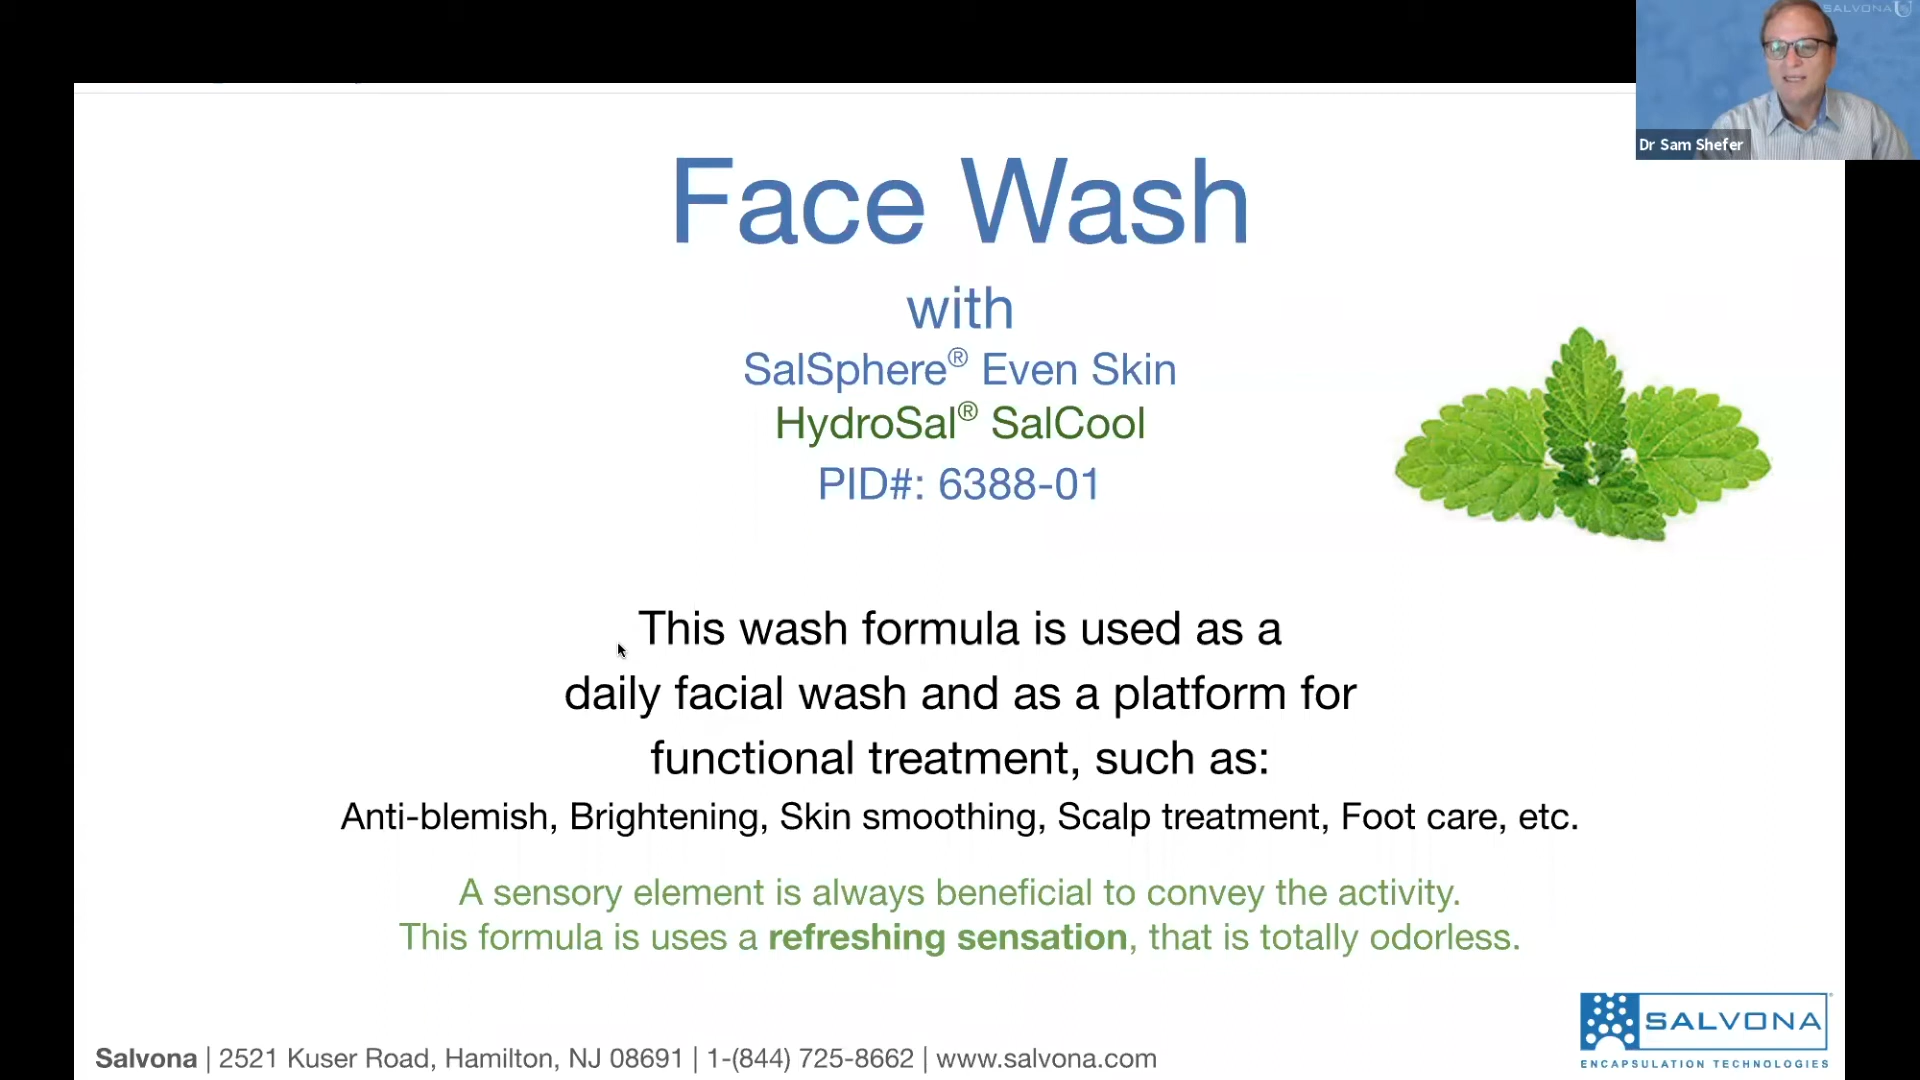 SALVONA
Dr Sam Shefer
Face Wash
with
SalSphere® Even Skin
HydroSal® SalCool
PID#: 6388-01
This wash formula is used as a
daily facial wash and as a platform for
functional treatment, such as:
Anti-blemish, Brightening, Skin smoothing, Scalp treatment, Foot care, etc.
A sensory element is always beneficial to convey the activity.
This formula is uses a refreshing sensation, that is totally odorless.
SALVONA
ENCAPSULATION TECHNOLOGIES
Salvona | 2521 Kuser Road, Hamilton, NJ 08691 | 1-(844) 725-8662 | www.salvona.com